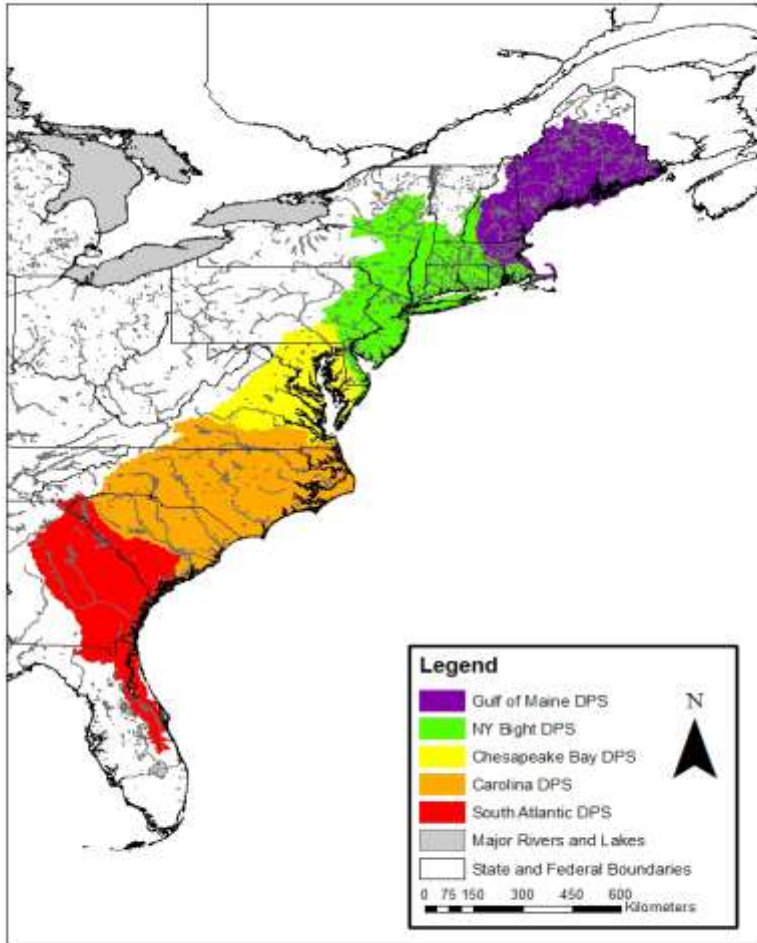 Legend
Gulf of Maine DPS
NY Bight DPS
Chesapeake Bay DPS
Carolina DPS
South Atlantic DPS
Major Rivers and Lakes
State and Federal Boundaries
N
0 75 150 300 450 600
Kilometers